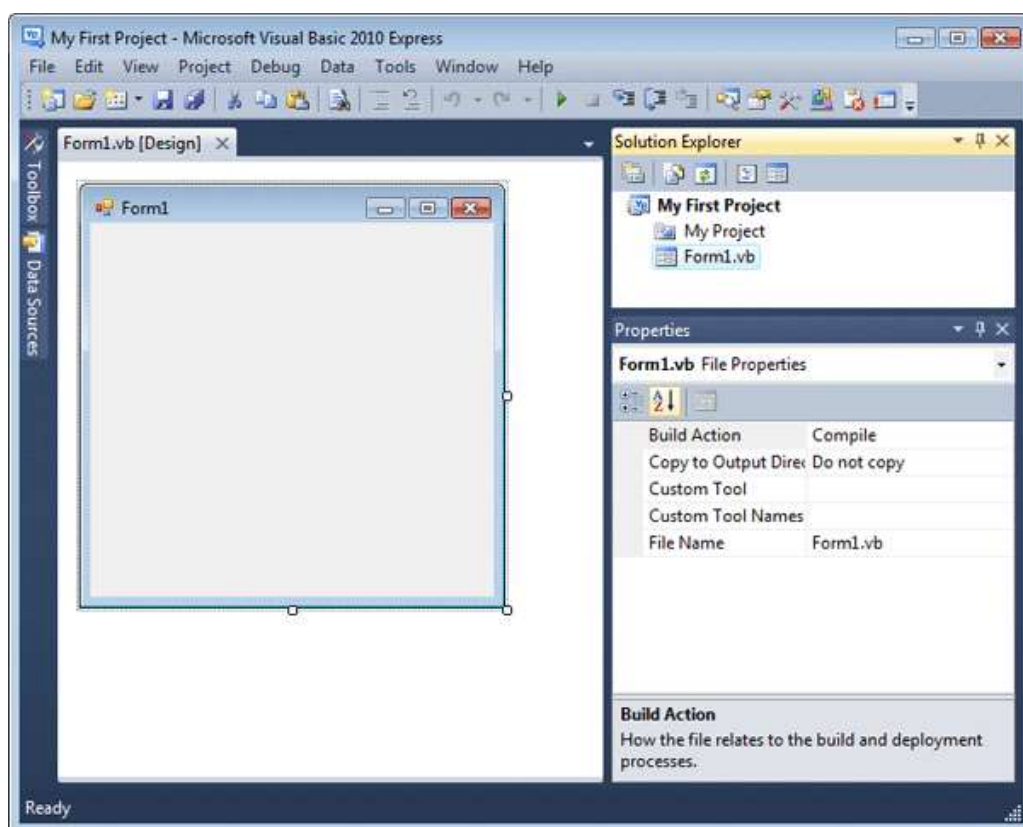 My First Project - Microsoft Visual Basic 2010 Express
File Edit View Project Debug Data Tools Window Help
Toolbox
Data Sources
Form1.vb [Design]
Form1
Solution Explorer
My First Project
My Project
Form1.vb
Properties
Form1.vb File Properties
Build Action Compile
Copy to Output Direc Do not copy
Custom Tool
Custom Tool Names
File Name Form1.vb
Build Action
How the file relates to the build and deployment
processes.
Ready